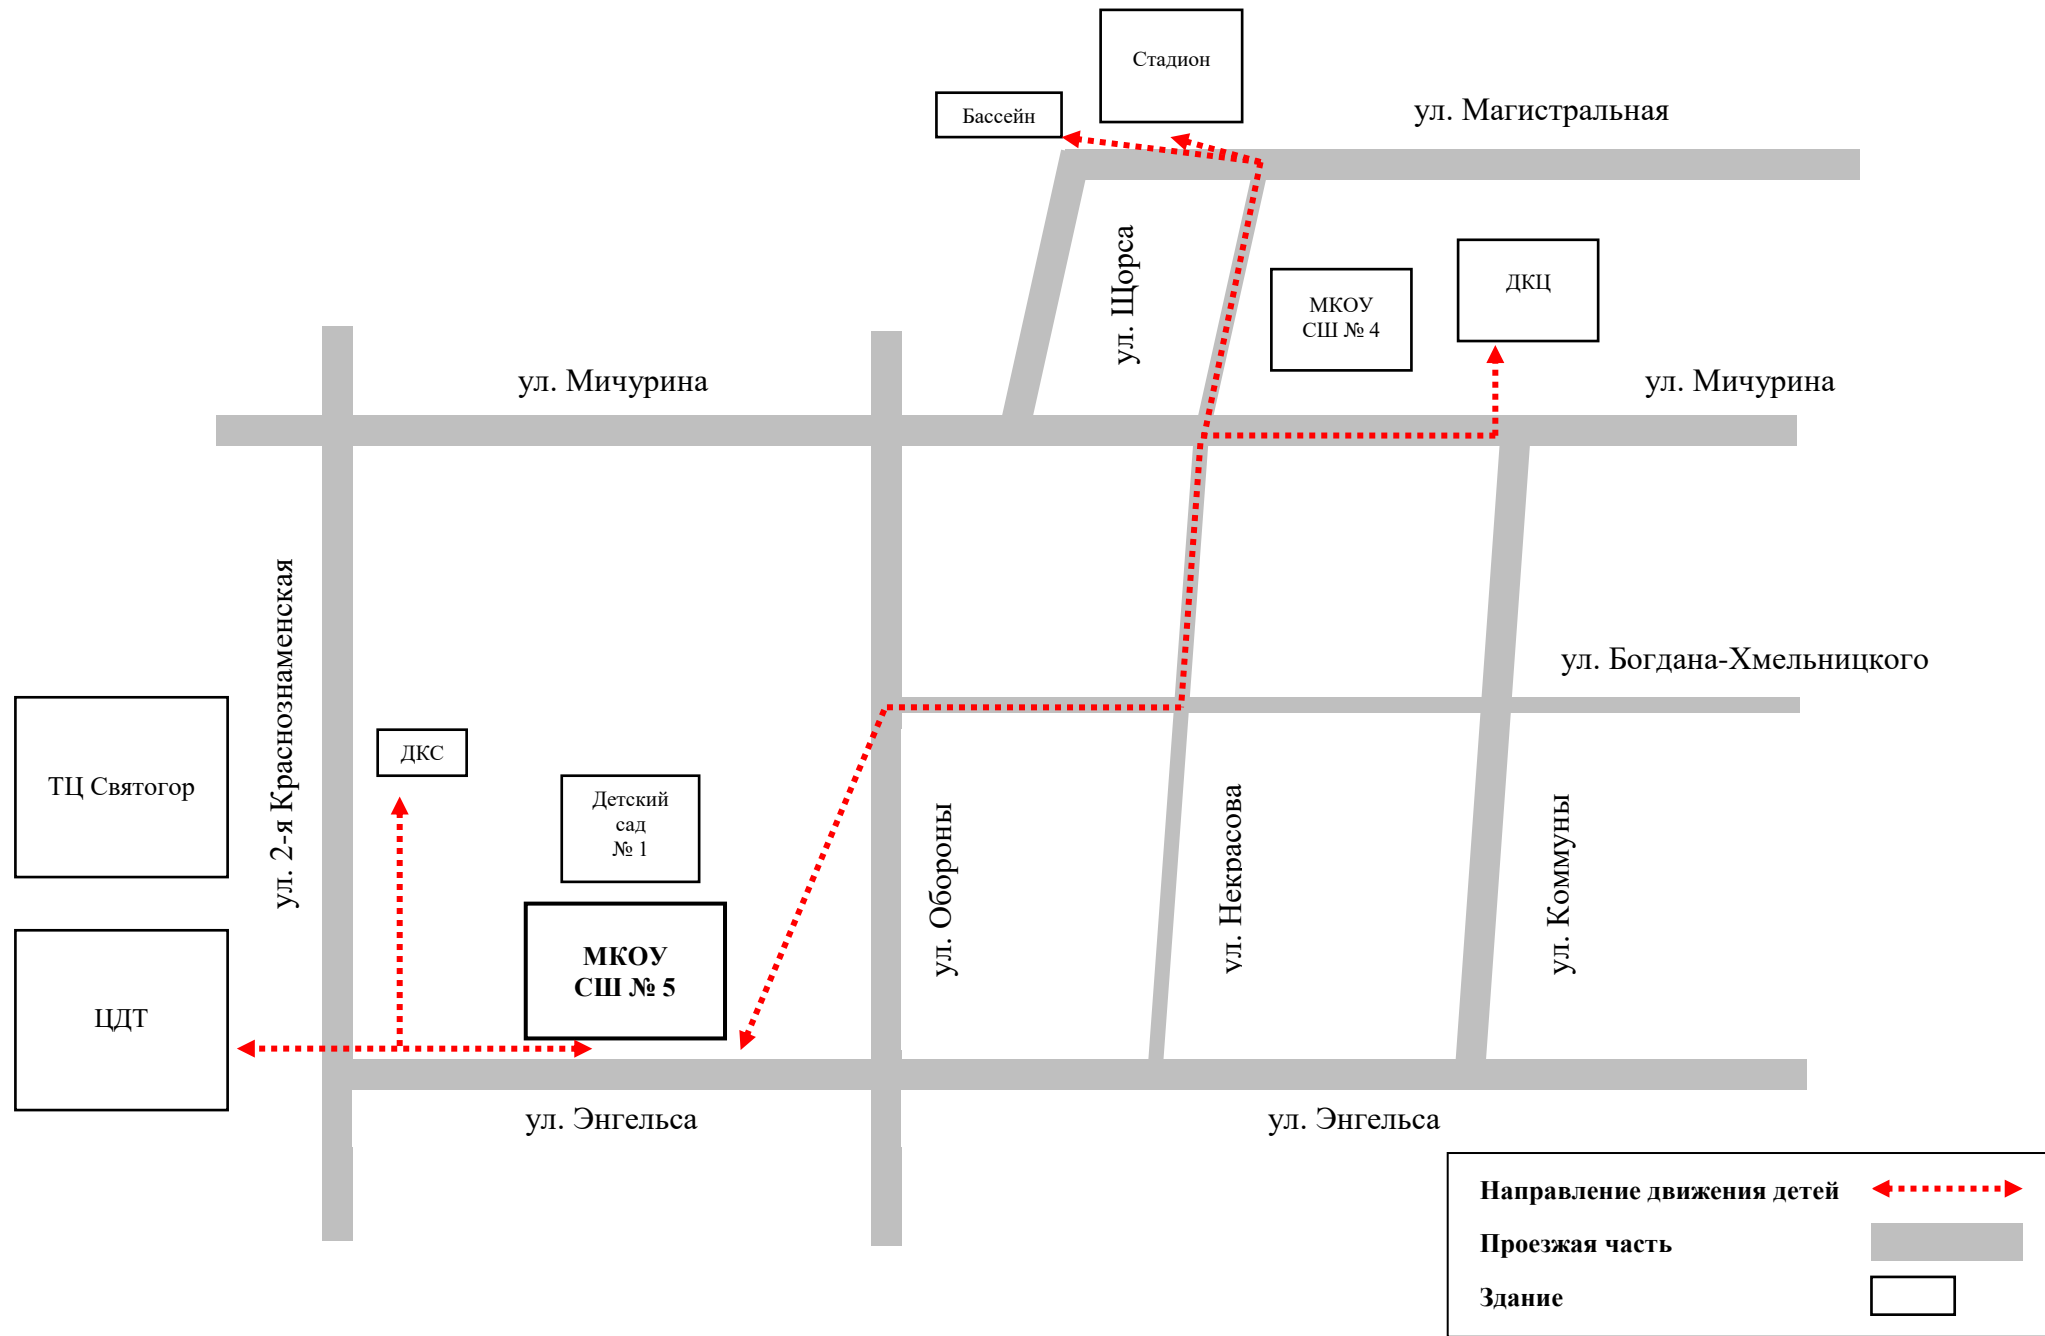 Стадион
Бассейн
ул. Магистральная
ул. Щорса
МКОУ
СШ № 4
ДКЦ
ул. Мичурина
ул. Мичурина
ул. 2-я Краснознаменская
ул. Богдана-Хмельницкого
ТЦ Святогор
ДКС
Детский
сад
№ 1
ул. Обороны
ул. Некрасова
ул. Коммуны
МКОУ
СШ № 5
ЦДТ
ул. Энгельса
ул. Энгельса
Направление движения детей
Проезжая часть
Здание